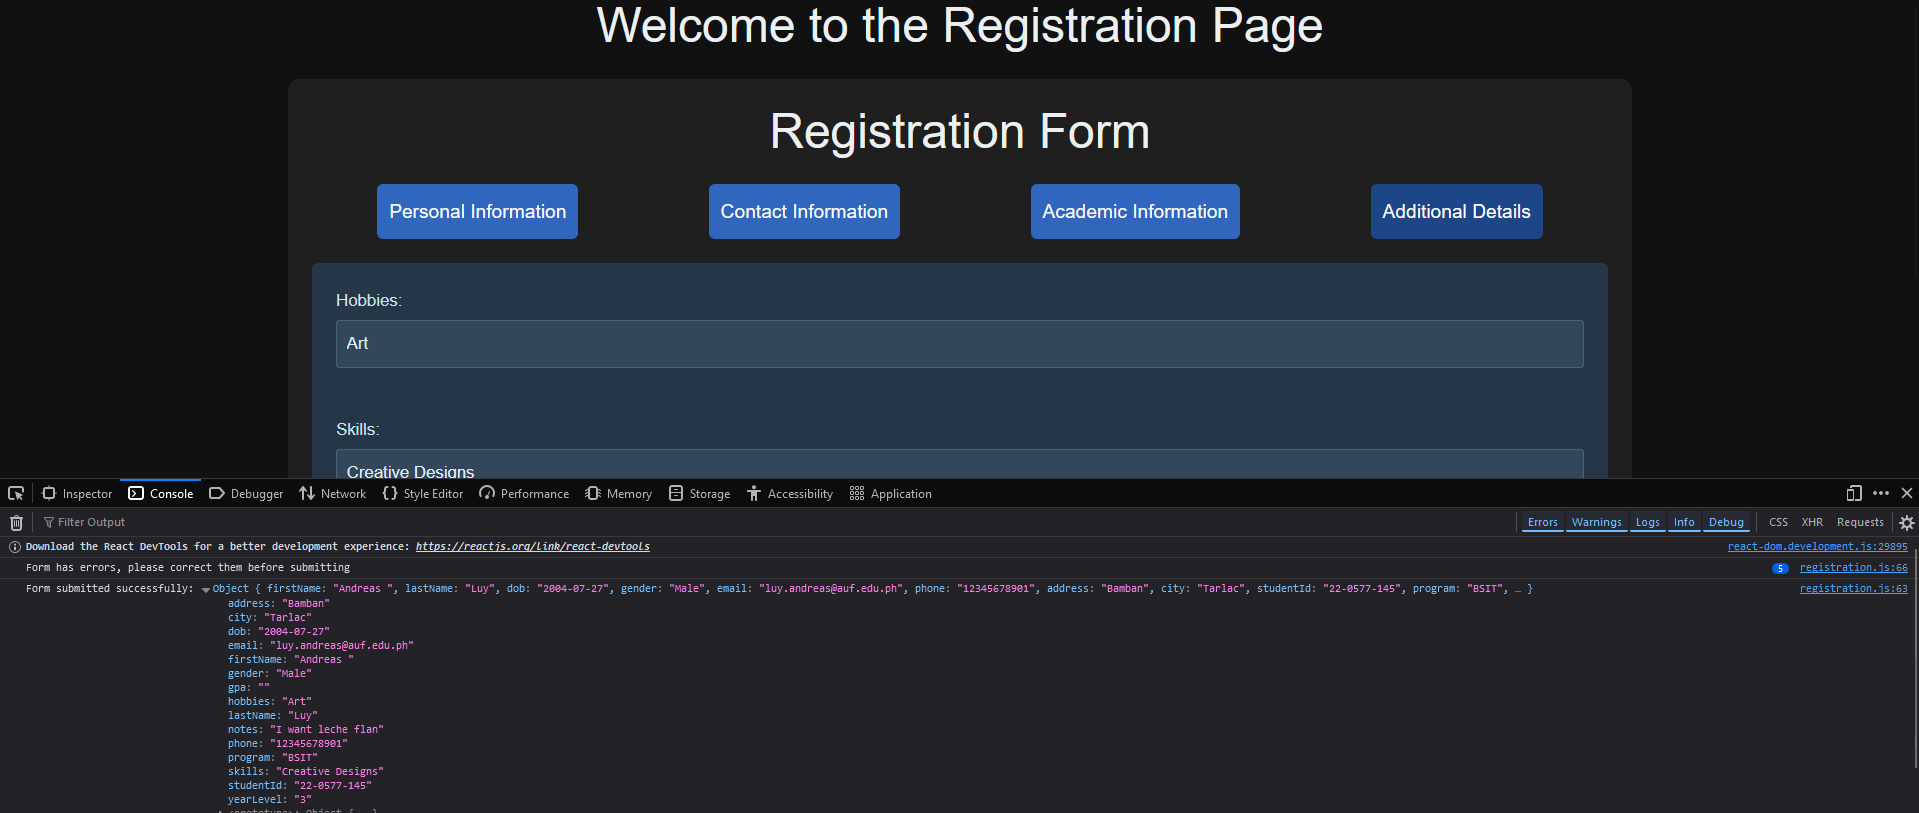 Welcome to the Registration Page
Registration Form
Personal Information
Contact Information
Academic Information
Additional Details
Hobbies:
Art
Skills:
Creative Designs
Inspector
Console
Debugger
Network
Style Editor
Performance
Memory
Storage
Accessibility
Application
Filter Output
Errors
Warnings
Logs
Info
Debug
CSS
XHR
Requests
Download the React DevTools for a better development experience: https://reactjs.org/link/react-devtools
react-dom.development.js:29895
Form has errors, please correct them before submitting
5
registration.js:66
Form submitted successfully: Object { firstName: "Andreas ", lastName: "Luy", dob: "2004-07-27", gender: "Male", email: "luy.andreas@auf.edu.ph", phone: "12345678901", address: "Bamban", city: "Tarlac", studentId: "22-0577-145", program: "BSIT", … }
registration.js:63
address: "Bamban"
city: "Tarlac"
dob: "2004-07-27"
email: "luy.andreas@auf.edu.ph"
firstName: "Andreas "
gender: "Male"
gpa: ""
hobbies: "Art"
lastName: "Luy"
notes: "I want leche flan"
phone: "12345678901"
program: "BSIT"
skills: "Creative Designs"
studentId: "22-0577-145"
yearLevel: "3"
<prototype>: Object { … }